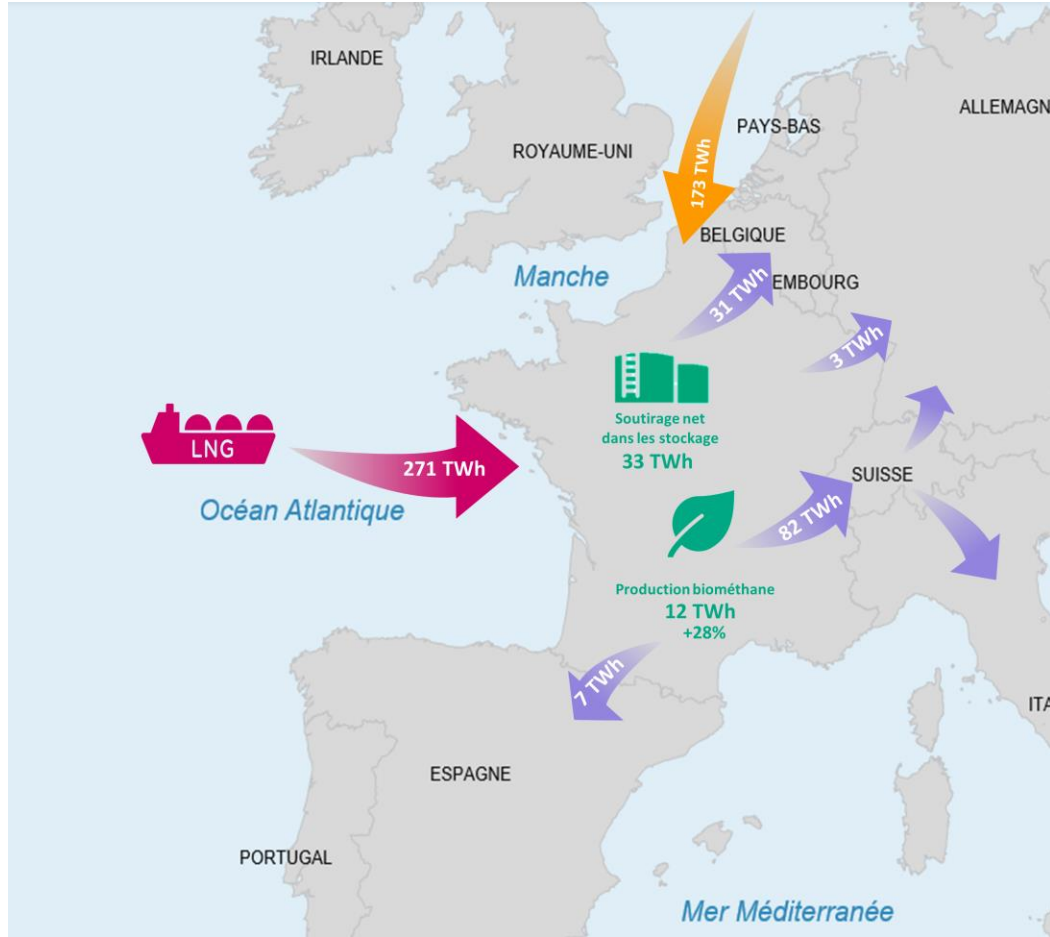 IRLANDE
ALLEMAGN
PAYS-BAS
ROYAUME-UNI
173 TWh
BELGIQUE
Manche
EMBOURG
31 TWh
3 TWh
Soutirage net
dans les stockage
33 TWh
LNG
271 TWh
SUISSE
Océan Atlantique
82 TWh
Production biométhane
12 TWh
+28%
7 TWh
ITA
ESPAGNE
PORTUGAL
Mer Méditerranée